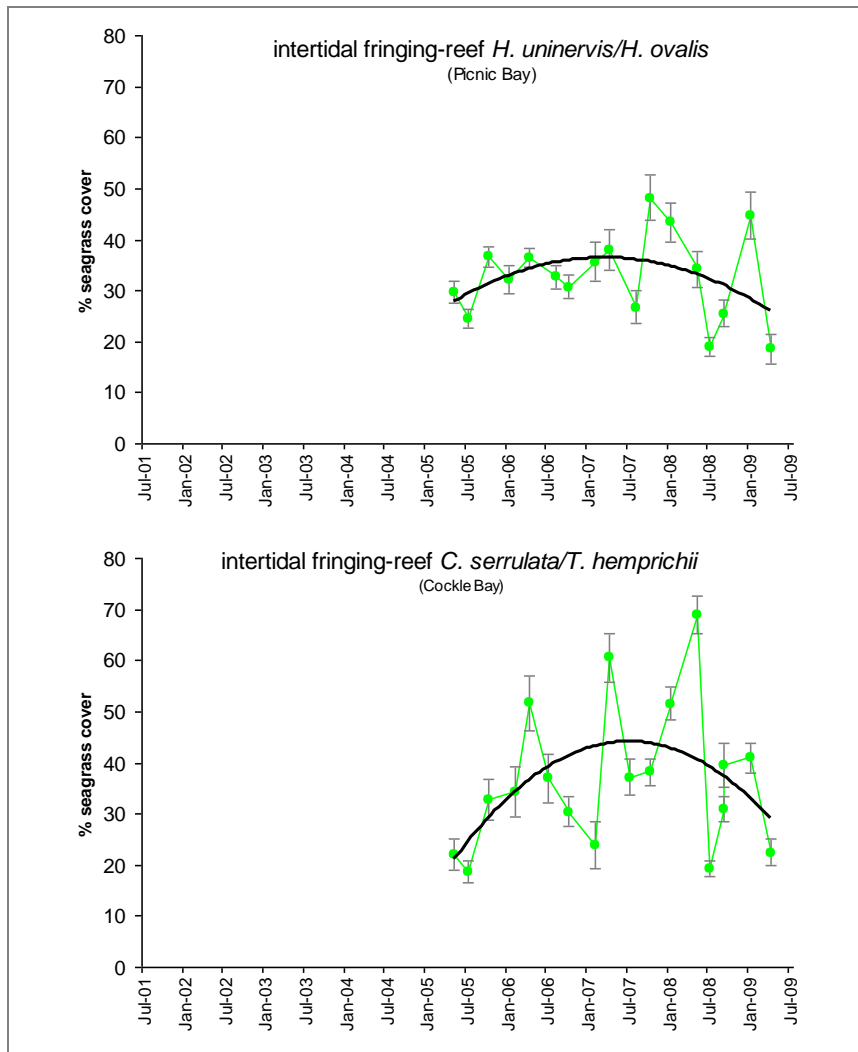 intertidal fringing-reef H. uninervis/H. ovalis
(Picnic Bay)
% seagrass cover
80
70
60
50
40
30
20
10
0
Jul-01
Jan-02
Jul-02
Jan-03
Jul-03
Jan-04
Jul-04
Jan-05
Jul-05
Jan-06
Jul-06
Jan-07
Jul-07
Jan-08
Jul-08
Jan-09
Jul-09
intertidal fringing-reef C. serrulata/T. hemprichii
(Cockle Bay)
% seagrass cover
80
70
60
50
40
30
20
10
0
Jul-01
Jan-02
Jul-02
Jan-03
Jul-03
Jan-04
Jul-04
Jan-05
Jul-05
Jan-06
Jul-06
Jan-07
Jul-07
Jan-08
Jul-08
Jan-09
Jul-09